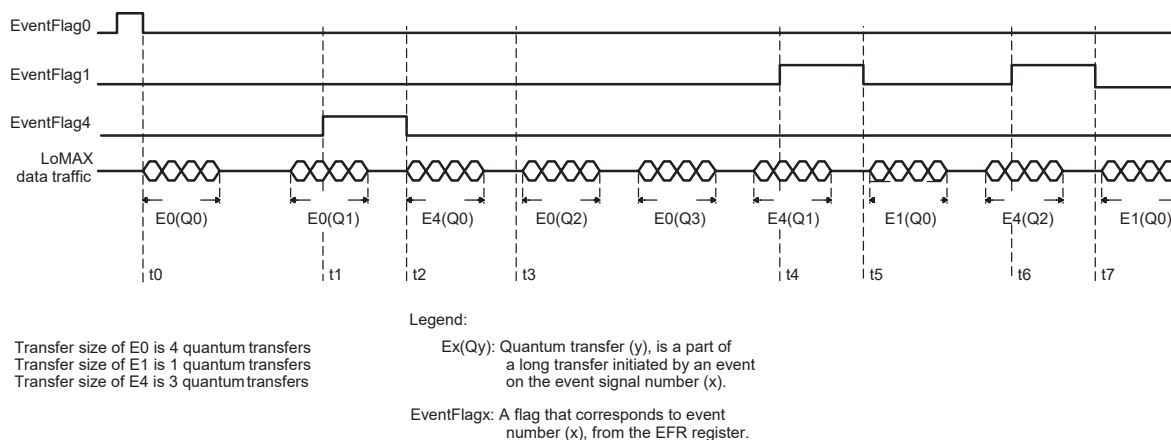 EventFlag0
EventFlag1
EventFlag4
LoMAX
data traffic
E0(Q0) E0(Q1) E4(Q0) E0(Q2) E0(Q3) E4(Q1) E1(Q0) E4(Q2) E1(Q0)
t0 t1 t2 t3 t4 t5 t6 t7
Legend:
Transfer size of E0 is 4 quantum transfers
Transfer size of E1 is 1 quantum transfers
Transfer size of E4 is 3 quantum transfers
Ex(Qy): Quantum transfer (y), is a part of
a long transfer initiated by an event
on the event signal number (x).
EventFlagx: A flag that corresponds to event
number (x), from the EFR register.